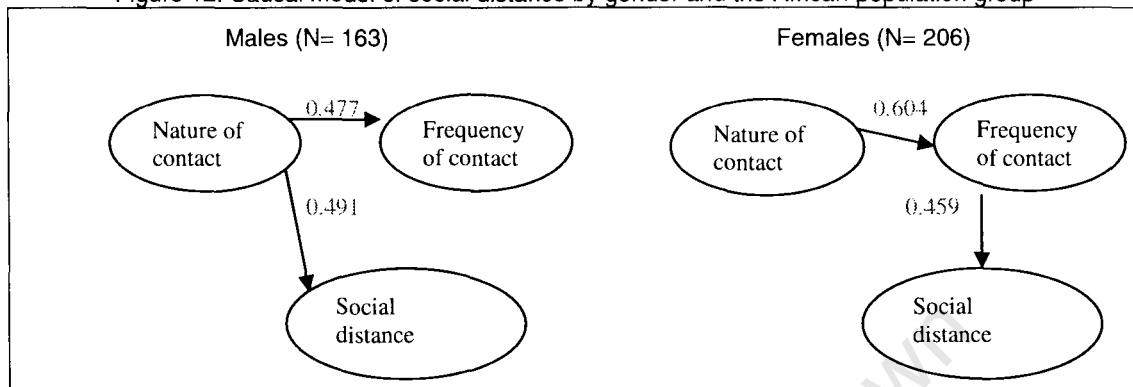 Males (N= 163)
Females (N= 206)
0.477
0.604
Nature of
contact
Frequency
of contact
Nature of
contact
Frequency
of contact
0.491
0.459
Social
distance
Social
distance